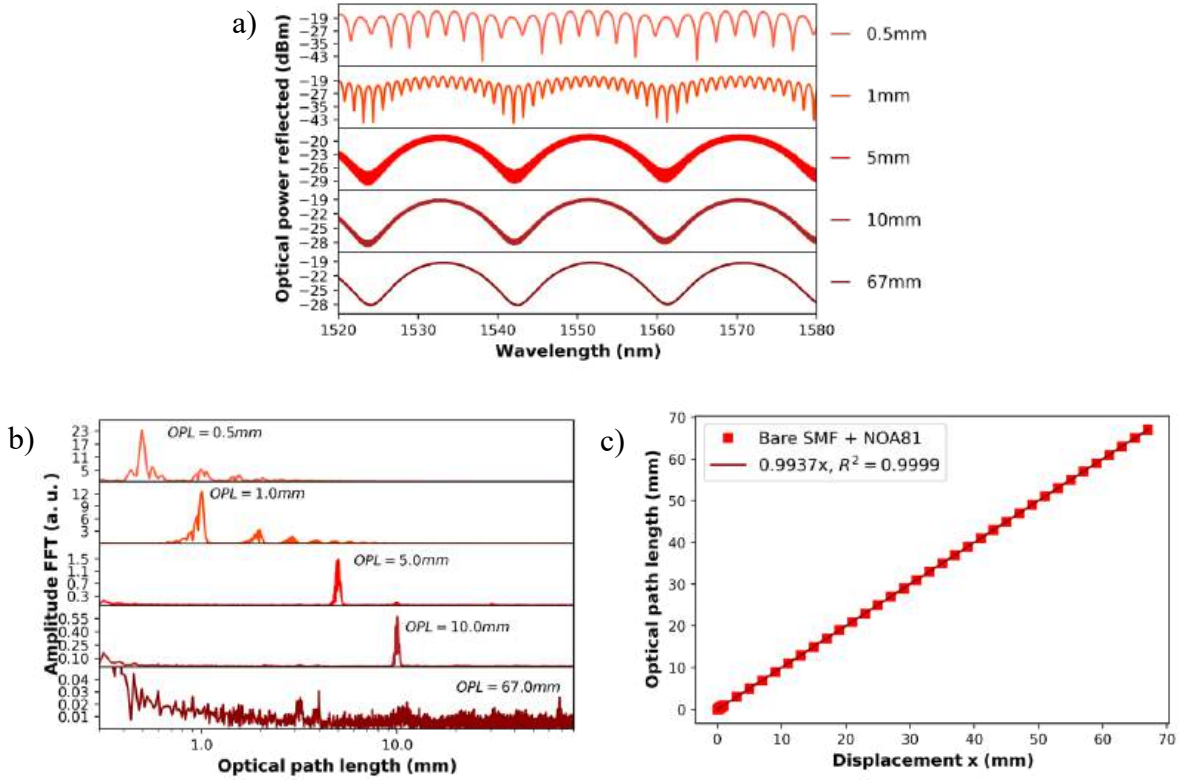 a)
Optical power reflected (dBm)
−19
−27
−35
−43
0.5mm
−19
−27
−35
−43
1mm
−20
−23
−26
−29
5mm
−19
−22
−25
−28
10mm
−19
−22
−25
−28
67mm
1520 1530 1540 1550 1560 1570 1580
Wavelength (nm)
b)
Amplitude FFT (a. u.)
23
17
11
5
OPL = 0.5mm
12
9
6
3
OPL = 1.0mm
1.5
1.1
0.7
0.3
OPL = 5.0mm
0.55
0.40
0.25
0.10
OPL = 10.0mm
0.04
0.03
0.02
0.01
OPL = 67.0mm
1.0 10.0
Optical path length (mm)
c)
Optical path length (mm)
70
60
50
40
30
20
10
0
Bare SMF + NOA81
0.9937x, R² = 0.9999
0 10 20 30 40 50 60 70
Displacement x (mm)